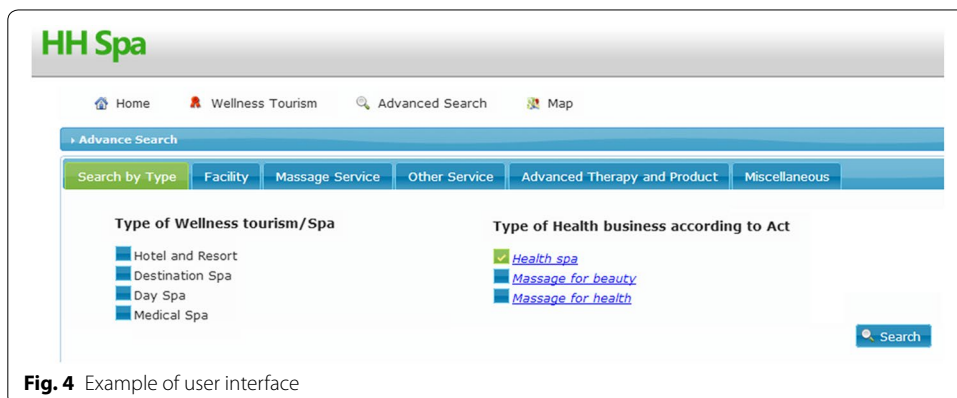 HH Spa
Home Wellness Tourism Advanced Search Map
Advance Search
Search by Type Facility Massage Service Other Service Advanced Therapy and Product Miscellaneous
Type of Wellness tourism/Spa
Hotel and Resort
Destination Spa
Day Spa
Medical Spa
Type of Health business according to Act
Health spa
Massage for beauty
Massage for health
Search
Fig. 4 Example of user interface